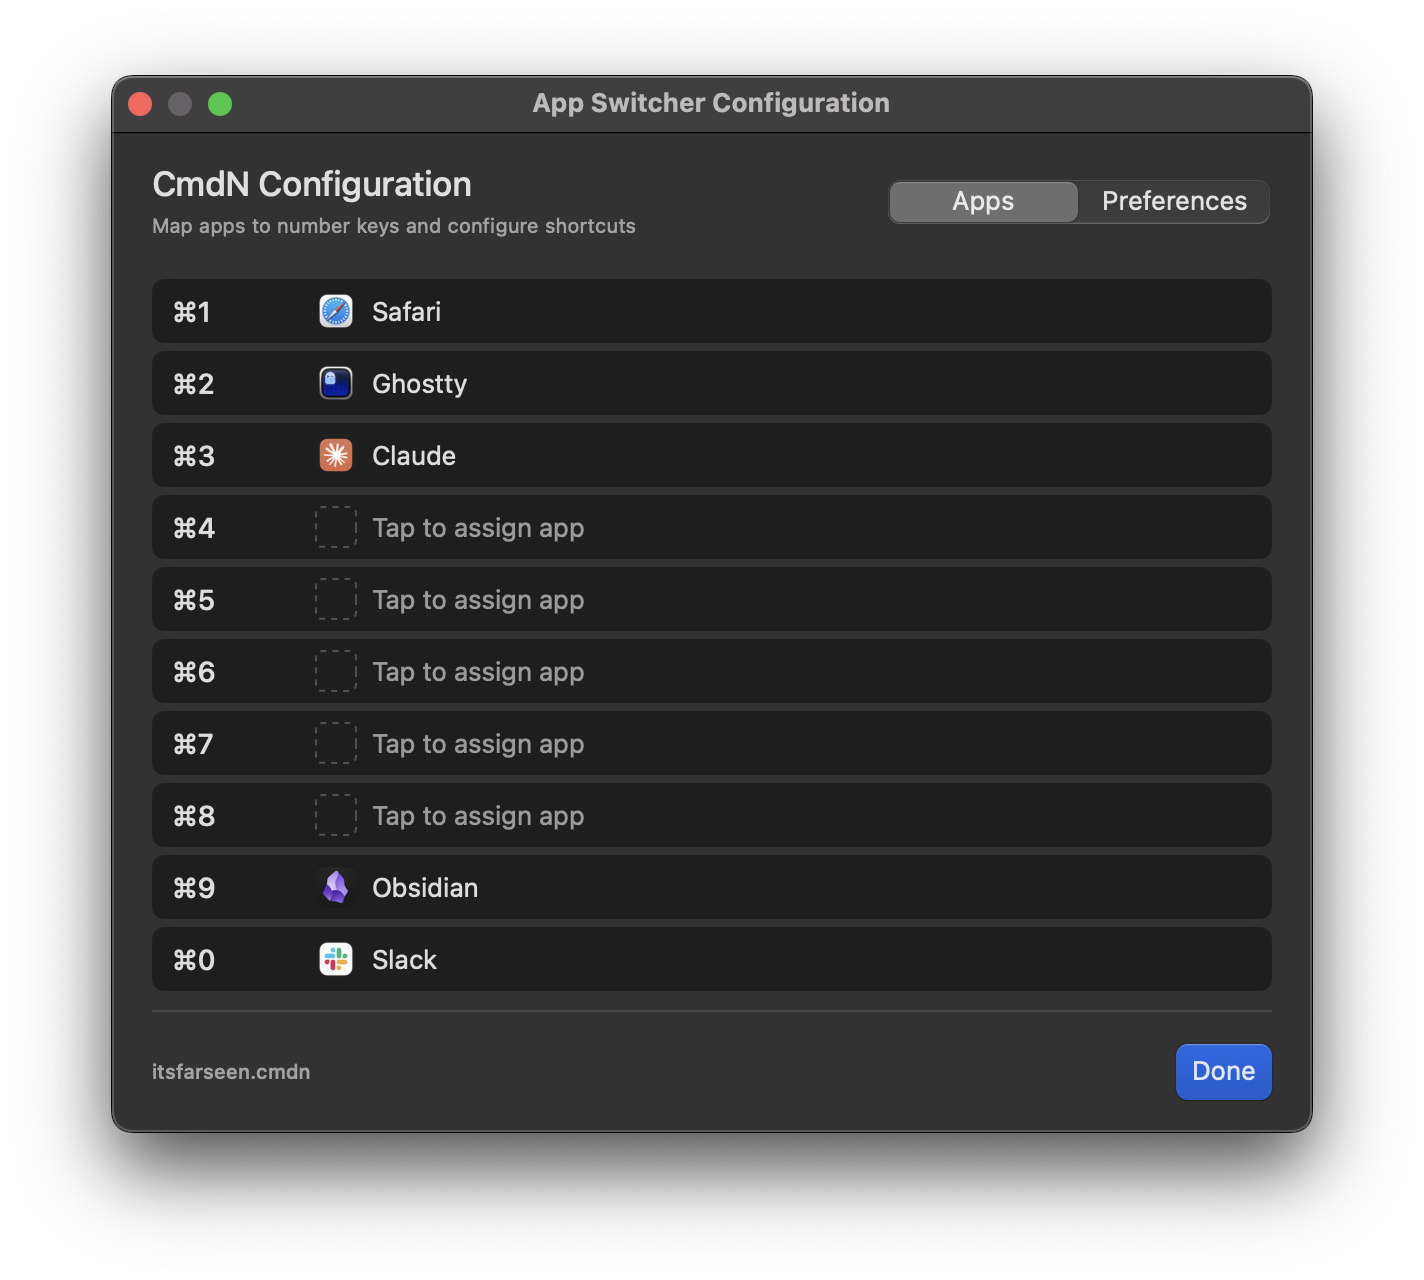 App Switcher Configuration
CmdN Configuration
Apps
Preferences
Map apps to number keys and configure shortcuts
⌘1 Safari
⌘2 Ghostty
⌘3 Claude
⌘4 Tap to assign app
⌘5 Tap to assign app
⌘6 Tap to assign app
⌘7 Tap to assign app
⌘8 Tap to assign app
⌘9 Obsidian
⌘0 Slack
itsfarseen.cmdn
Done